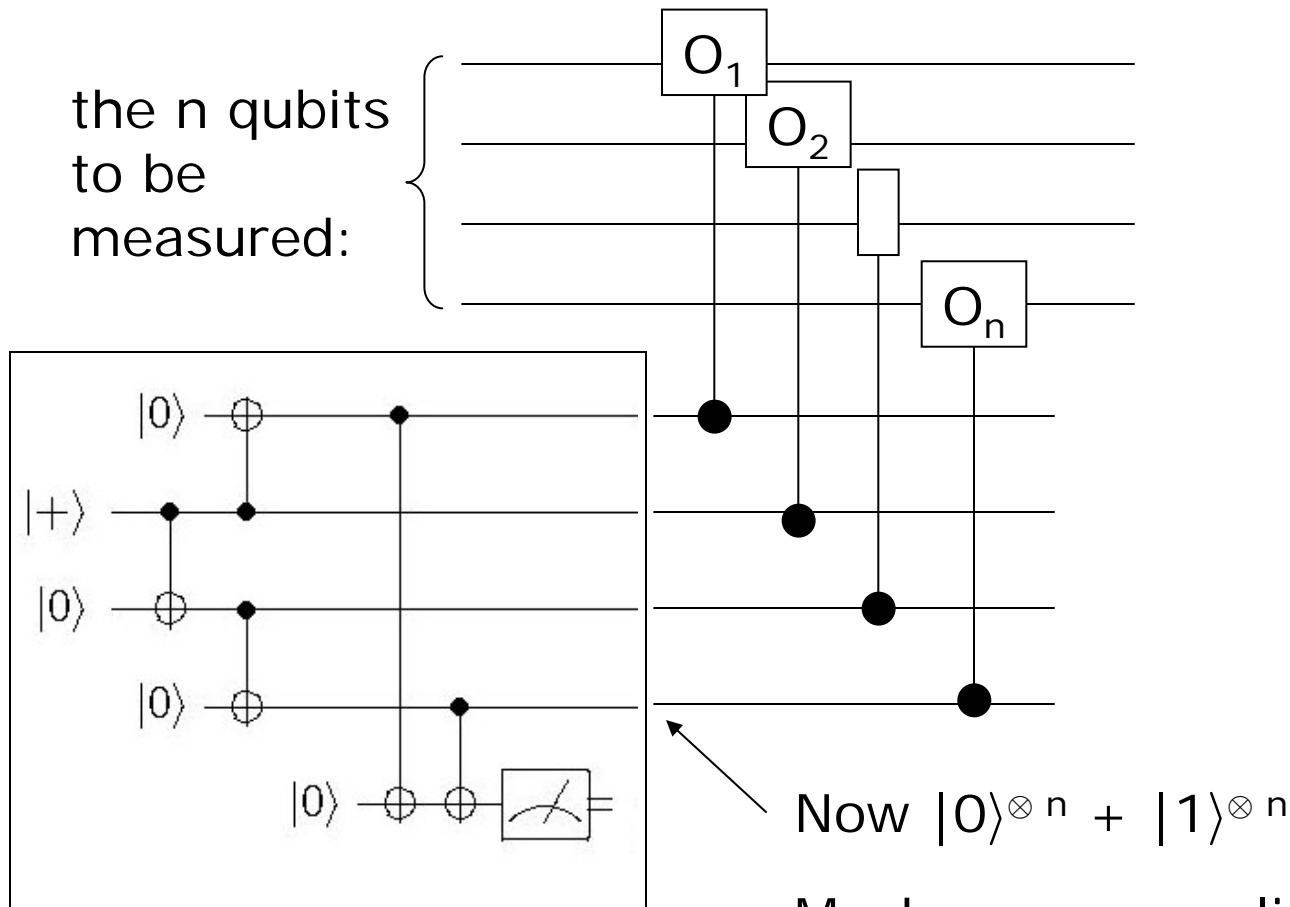 the n qubits
to be
measured:
O₁
O₂
Oₙ
|0⟩
|+⟩
|0⟩
|0⟩
|0⟩
Now |0⟩⊗ n + |1⟩⊗ n